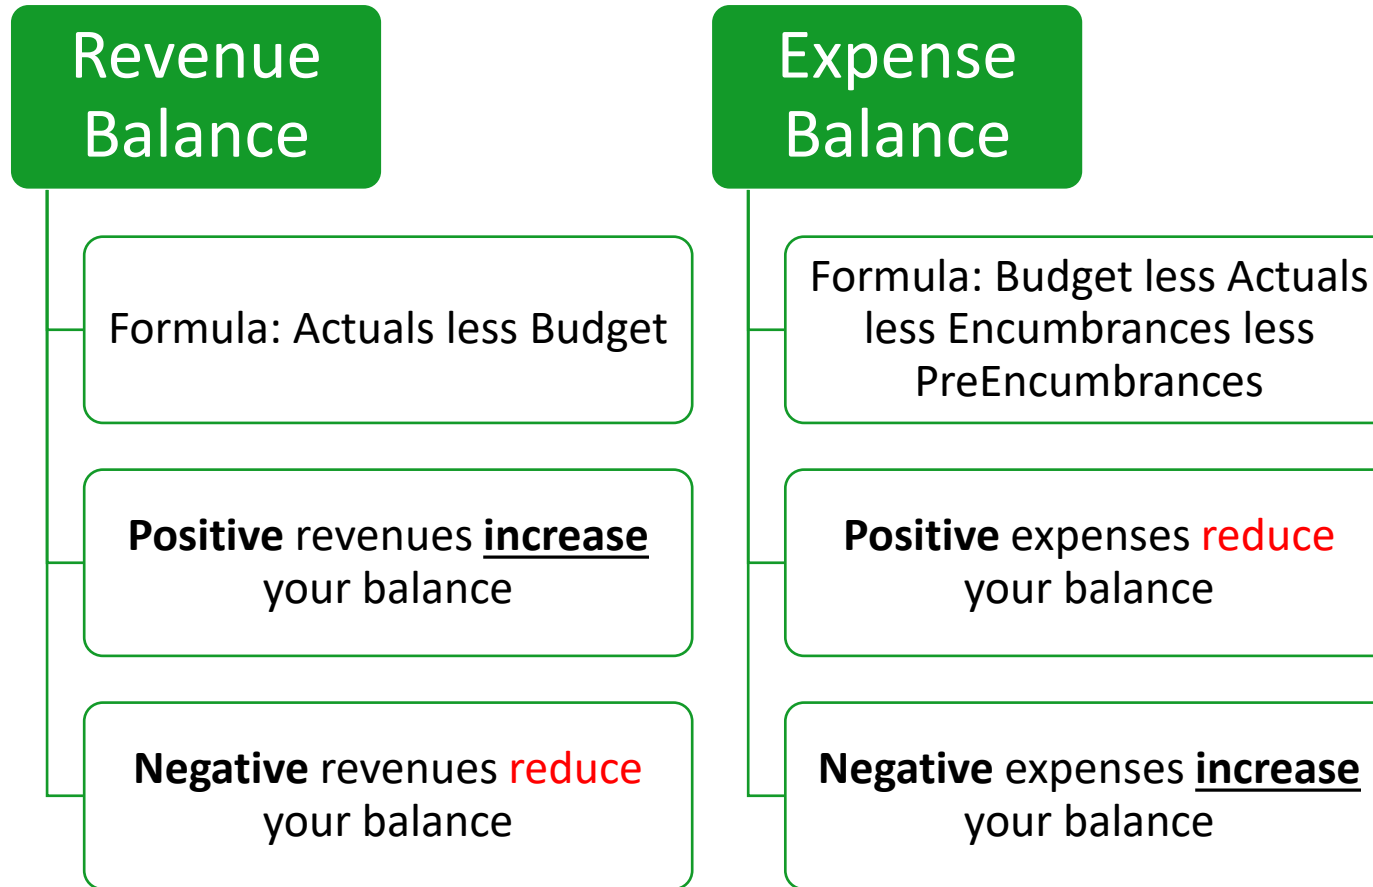 Revenue
Balance
Formula: Actuals less Budget
Positive revenues increase
your balance
Negative revenues reduce
your balance
Expense
Balance
Formula: Budget less Actuals
less Encumbrances less
PreEncumbrances
Positive expenses reduce
your balance
Negative expenses increase
your balance